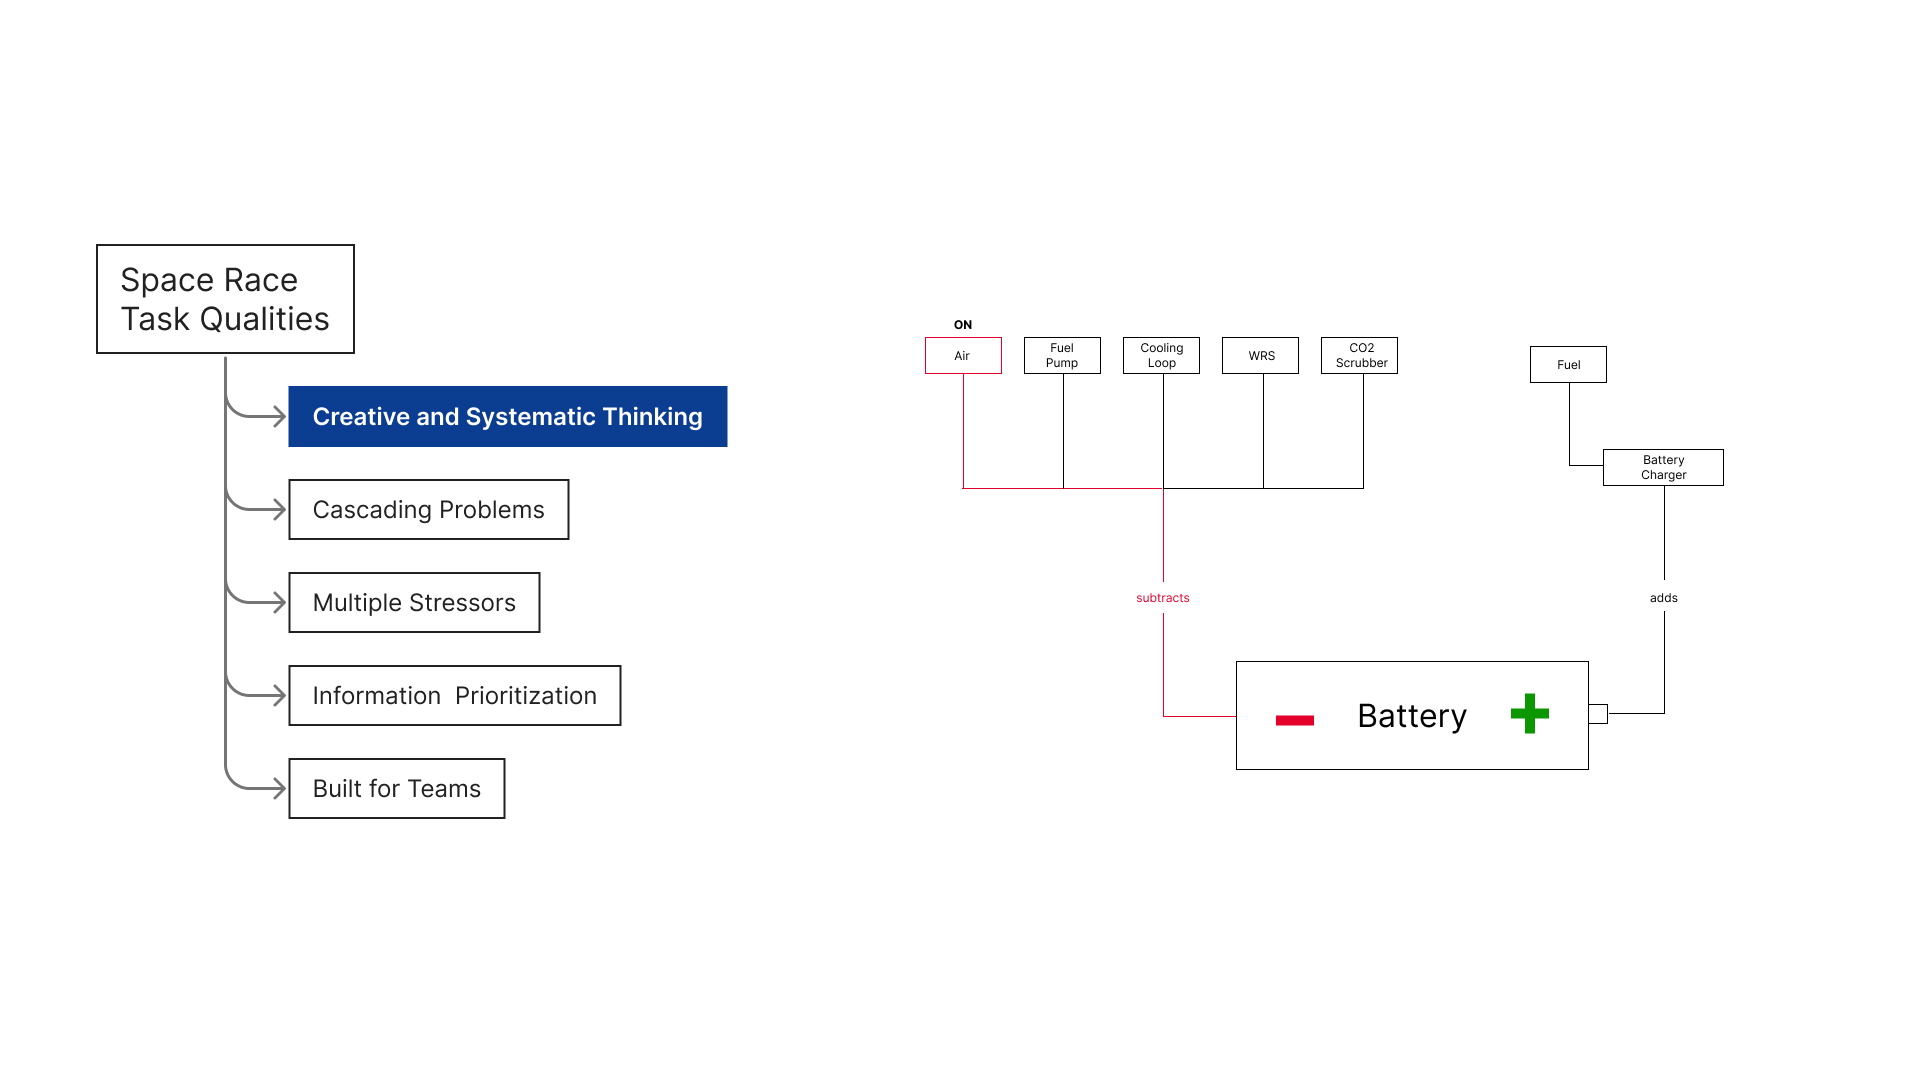 Space Race
Task Qualities
Creative and Systematic Thinking
Cascading Problems
Multiple Stressors
Information  Prioritization
Built for Teams
ON
Air
Fuel
Pump
Cooling
Loop
WRS
CO2
Scrubber
Fuel
Battery
Charger
subtracts
adds
Battery